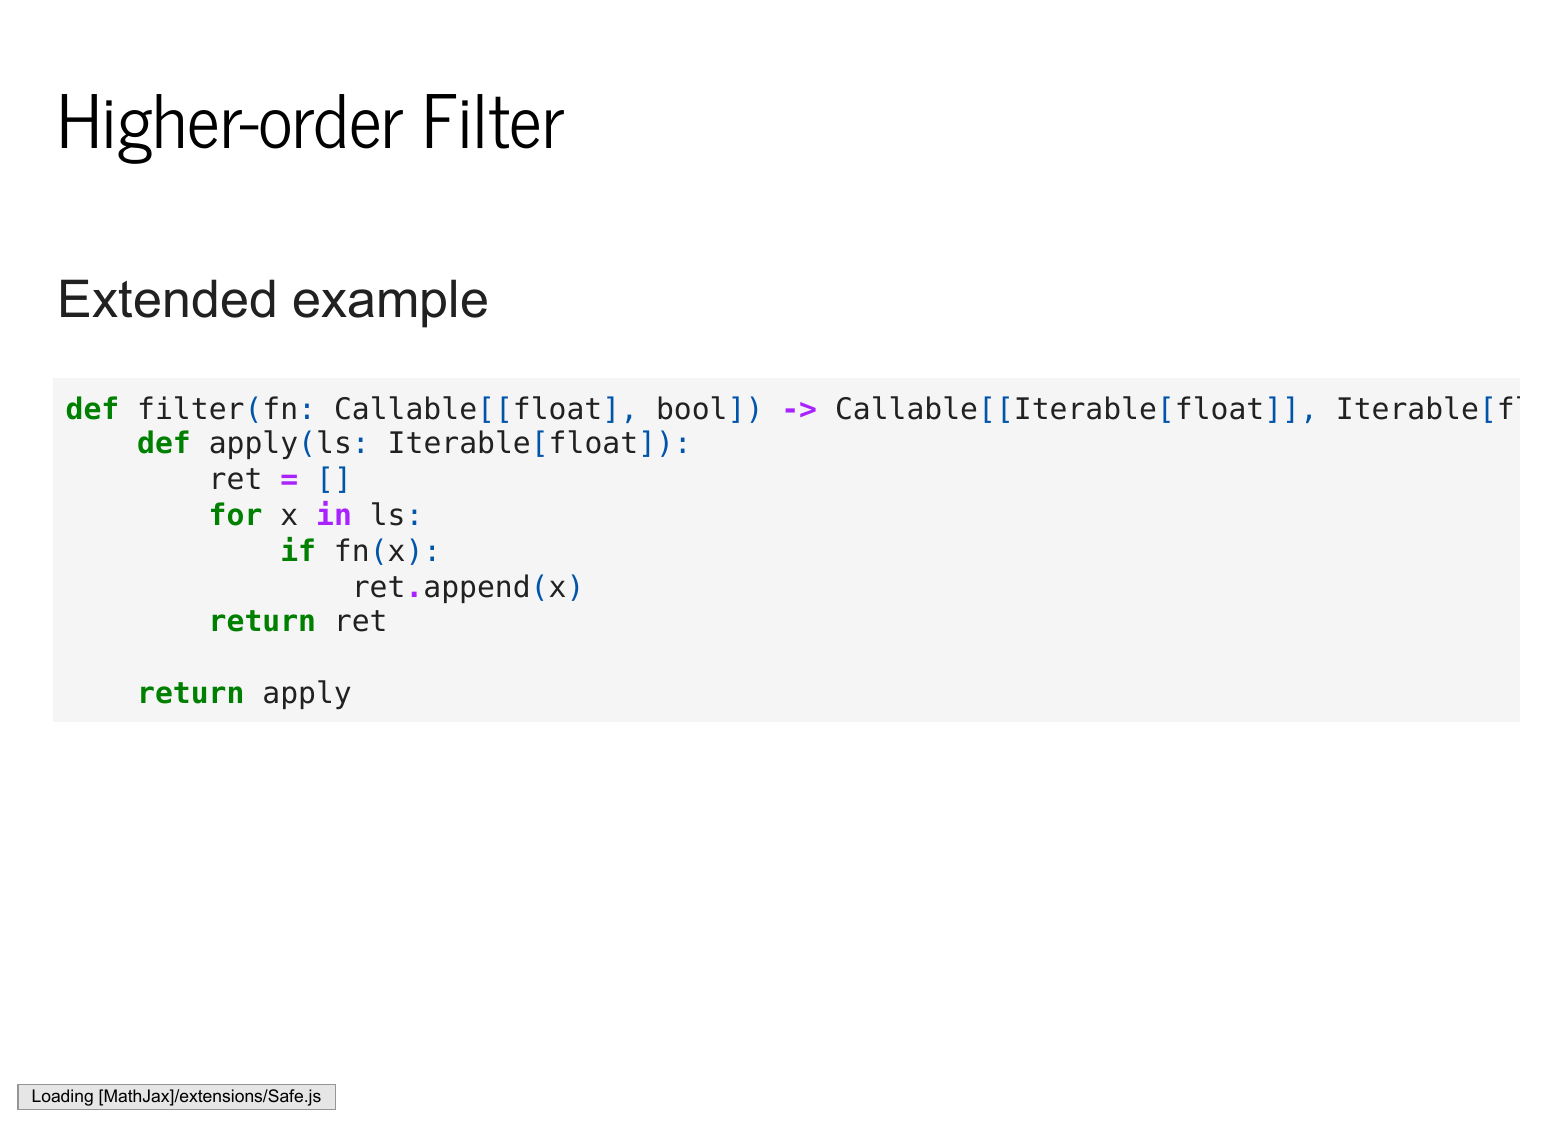 Higher-order Filter
Extended example
def filter(fn: Callable[[float], bool]) -> Callable[[Iterable[float]], Iterable[fl
    def apply(ls: Iterable[float]):
        ret = []
        for x in ls:
            if fn(x):
                ret.append(x)
        return ret
    return apply
Loading [MathJax]/extensions/Safe.js